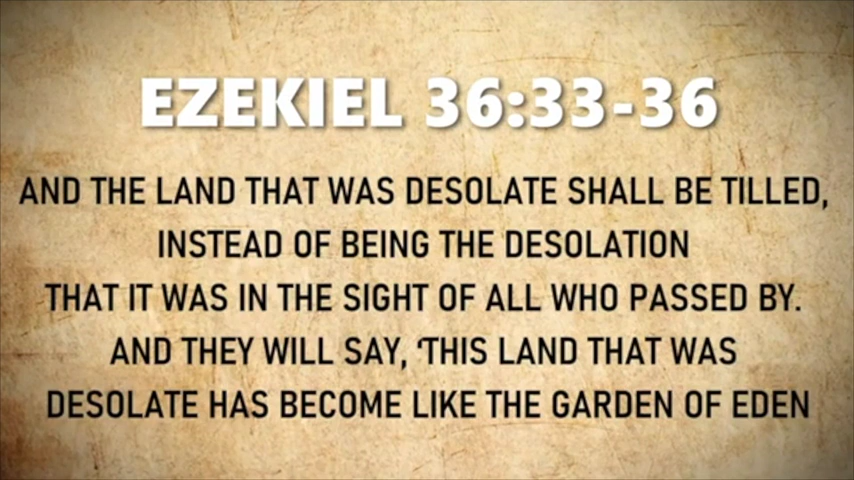 EZEKIEL 36:33-36
AND THE LAND THAT WAS DESOLATE SHALL BE TILLED,
INSTEAD OF BEING THE DESOLATION
THAT IT WAS IN THE SIGHT OF ALL WHO PASSED BY.
AND THEY WILL SAY, ‘THIS LAND THAT WAS
DESOLATE HAS BECOME LIKE THE GARDEN OF EDEN